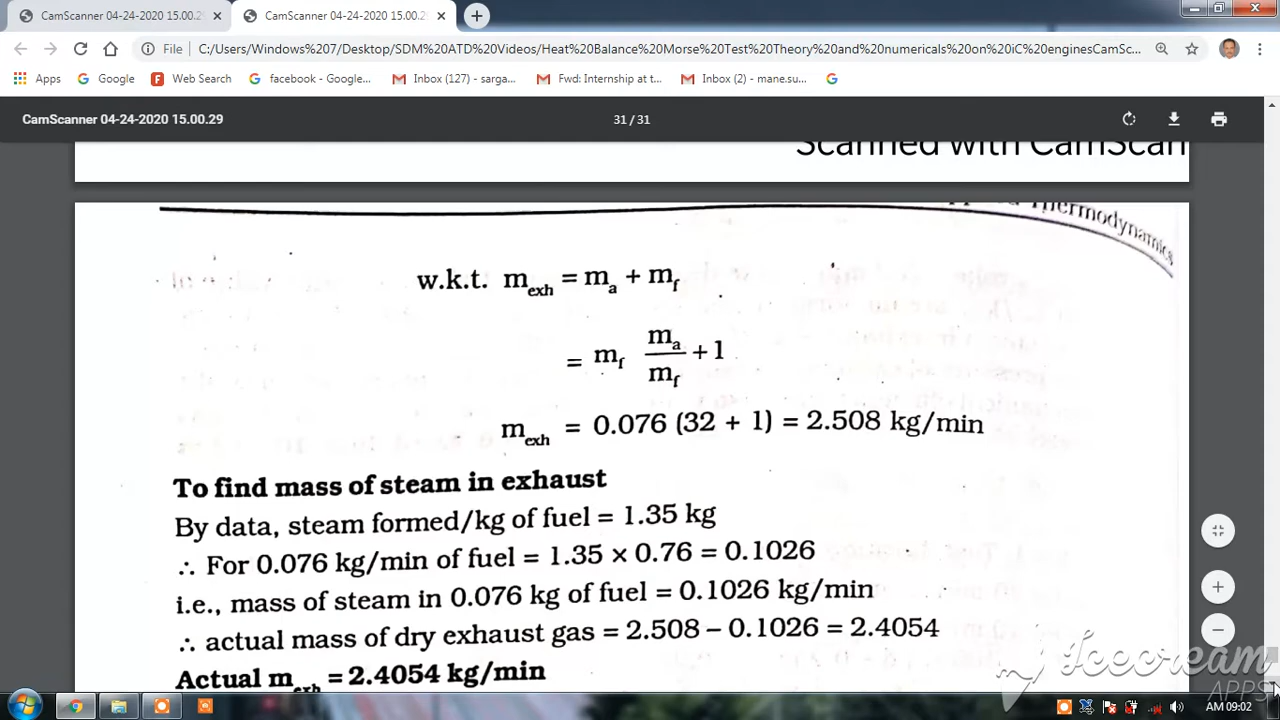 CamScanner 04-24-2020 15.00.29
CamScanner 04-24-2020 15.00.29
File
C:/Users/Windows%207/Desktop/SDM%20ATD%20Videos/Heat%20Balance%20Morse%20Test%20Theory%20and%20numericals%20on%20iC%20enginesCamSc...
Apps
Google
Web Search
facebook - Google...
Inbox (127) - sarga...
Fwd: Internship at t...
Inbox (2) - mane.su...
CamScanner 04-24-2020 15.00.29
31 / 31
Scanned with CamScan
Thermodynamics
w.k.t. m_exh = m_a + m_f
= m_f m_a/m_f + 1
m_exh = 0.076 (32 + 1) = 2.508 kg/min
To find mass of steam in exhaust
By data, steam formed/kg of fuel = 1.35 kg
∴ For 0.076 kg/min of fuel = 1.35 × 0.76 = 0.1026
i.e., mass of steam in 0.076 kg of fuel = 0.1026 kg/min
∴ actual mass of dry exhaust gas = 2.508 – 0.1026 = 2.4054
Actual m_exh = 2.4054 kg/min
Icecream
APPS
AM 09:02